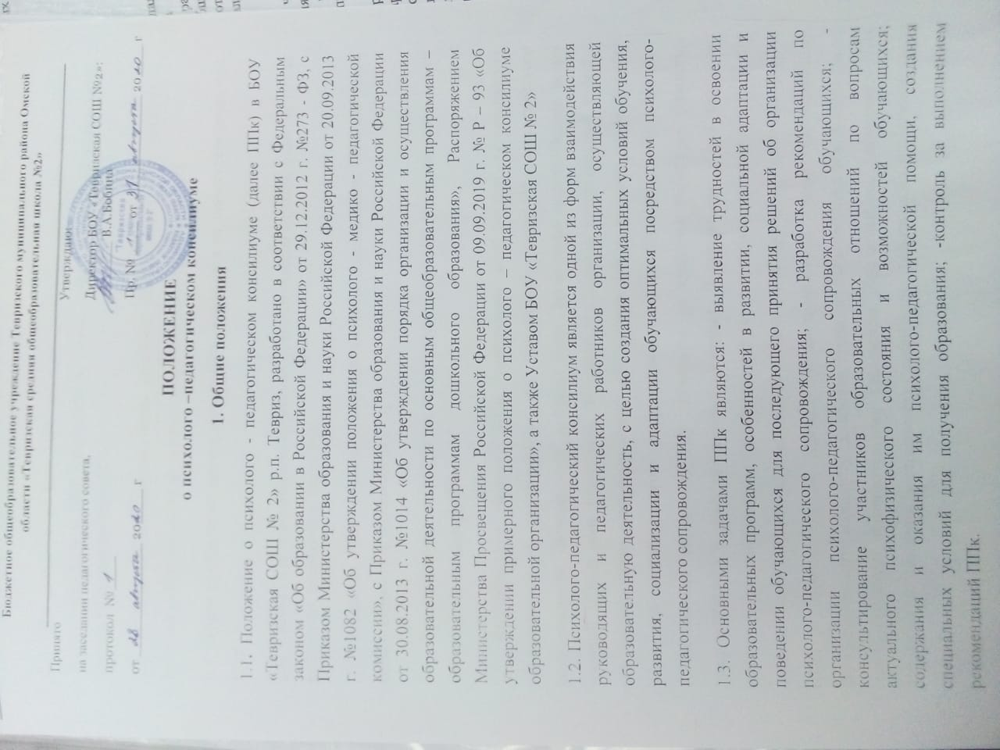 Бюджетное общеобразовательное учреждение Тевризского муниципального района Омской
области «Тевризская средняя общеобразовательная школа №2»
Принято
на заседании педагогического совета,
протокол № 1
от 28 августа 2020 г
Утверждаю
Директор БОУ «Тевризская СОШ №2»:
В.А.Бобина
Пр. № от 31 августа 2020 г
ПОЛОЖЕНИЕ
о психолого –педагогическом консилиуме
1. Общие положения
1.1. Положение о психолого - педагогическом консилиуме (далее ППк) в БОУ
«Тевризская СОШ № 2» р.п. Тевриз, разработано в соответствии с Федеральным
законом «Об образовании в Российской Федерации» от 29.12.2012 г. №273 - ФЗ, с
Приказом Министерства образования и науки Российской Федерации от 20.09.2013
г. №1082 «Об утверждении положения о психолого - медико - педагогической
комиссии», с Приказом Министерства образования и науки Российской Федерации
от 30.08.2013 г. №1014 «Об утверждении порядка организации и осуществления
образовательной деятельности по основным общеобразовательным программам –
образовательным программам дошкольного образования», Распоряжением
Министерства Просвещения Российской Федерации от 09.09.2019 г. № Р – 93 «Об
утверждении примерного положения о психолого – педагогическом консилиуме
образовательной организации», а также Уставом БОУ «Тевризская СОШ № 2»
1.2. Психолого-педагогический консилиум является одной из форм взаимодействия
руководящих и педагогических работников организации, осуществляющей
образовательную деятельность, с целью создания оптимальных условий обучения,
развития, социализации и адаптации обучающихся посредством психолого-
педагогического сопровождения.
1.3. Основными задачами ППк являются: - выявление трудностей в освоении
образовательных программ, особенностей в развитии, социальной адаптации и
поведении обучающихся для последующего принятия решений об организации
психолого-педагогического сопровождения; - разработка рекомендаций по
организации психолого-педагогического сопровождения обучающихся; -
консультирование участников образовательных отношений по вопросам
актуального психофизического состояния и возможностей обучающихся;
содержания и оказания им психолого-педагогической помощи, создания
специальных условий для получения образования; -контроль за выполнением
рекомендаций ППк.